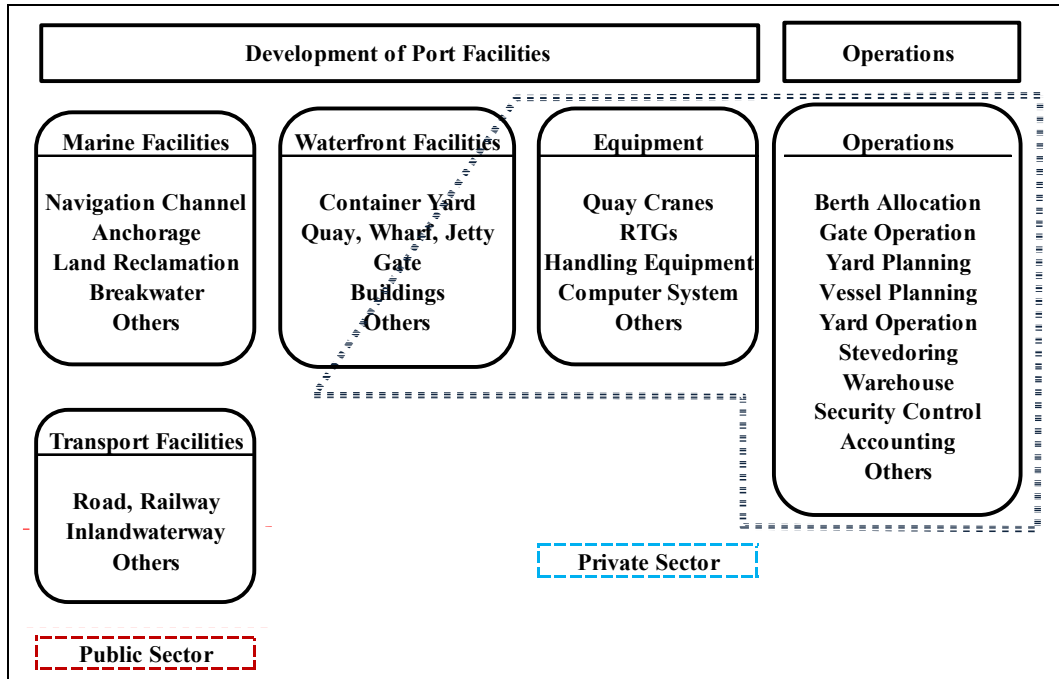 Development of Port Facilities
Operations
Marine Facilities
Navigation Channel
Anchorage
Land Reclamation
Breakwater
Others
Waterfront Facilities
Container Yard
Quay, Wharf, Jetty
Gate
Buildings
Others
Equipment
Quay Cranes
RTGs
Handling Equipment
Computer System
Others
Operations
Berth Allocation
Gate Operation
Yard Planning
Vessel Planning
Yard Operation
Stevedoring
Warehouse
Security Control
Accounting
Others
Transport Facilities
Road, Railway
Inlandwaterway
Others
Private Sector
Public Sector